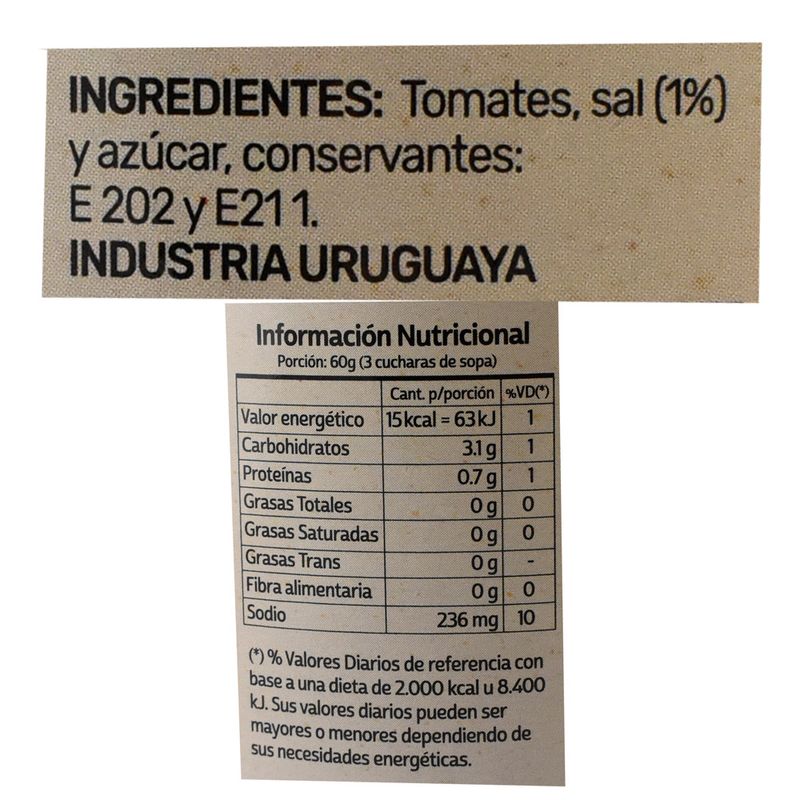 INGREDIENTES: Tomates, sal (1%)
y azúcar, conservantes:
E 202 y E211.
INDUSTRIA URUGUAYA
Información Nutricional
Porción: 60g (3 cucharas de sopa)
Cant. p/porción %VD(*)
Valor energético 15kcal = 63kJ 1
Carbohidratos 3.1 g 1
Proteínas 0.7 g 1
Grasas Totales 0 g 0
Grasas Saturadas 0 g 0
Grasas Trans 0 g -
Fibra alimentaria 0 g 0
Sodio 236 mg 10
(*) % Valores Diarios de referencia con
base a una dieta de 2.000 kcal u 8.400
kJ. Sus valores diarios pueden ser
mayores o menores dependiendo de
sus necesidades energéticas.